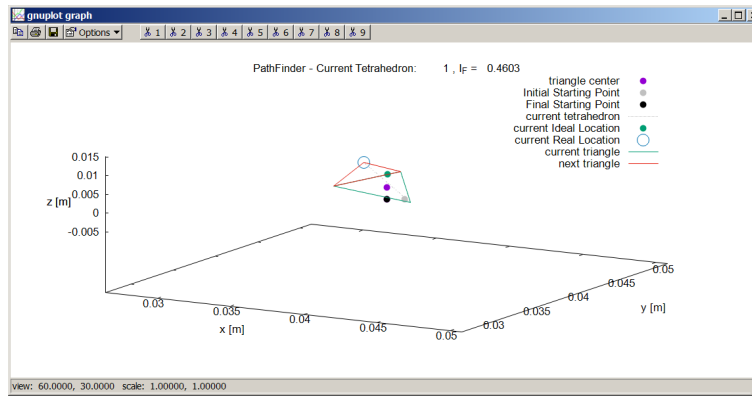 gnuplot graph
Options 1 2 3 4 5 6 7 8 9
PathFinder - Current Tetrahedron: 1 , IF = 0.4603
triangle center
Initial Starting Point
Final Starting Point
current tetrahedron
current Ideal Location
current Real Location
current triangle
next triangle
0.015
0.01
0.005
0
-0.005
z [m]
0.03
0.035
0.04
0.045
0.05
x [m]
0.03
0.035
0.04
0.045
0.05
y [m]
view: 60.0000, 30.0000 scale: 1.00000, 1.00000